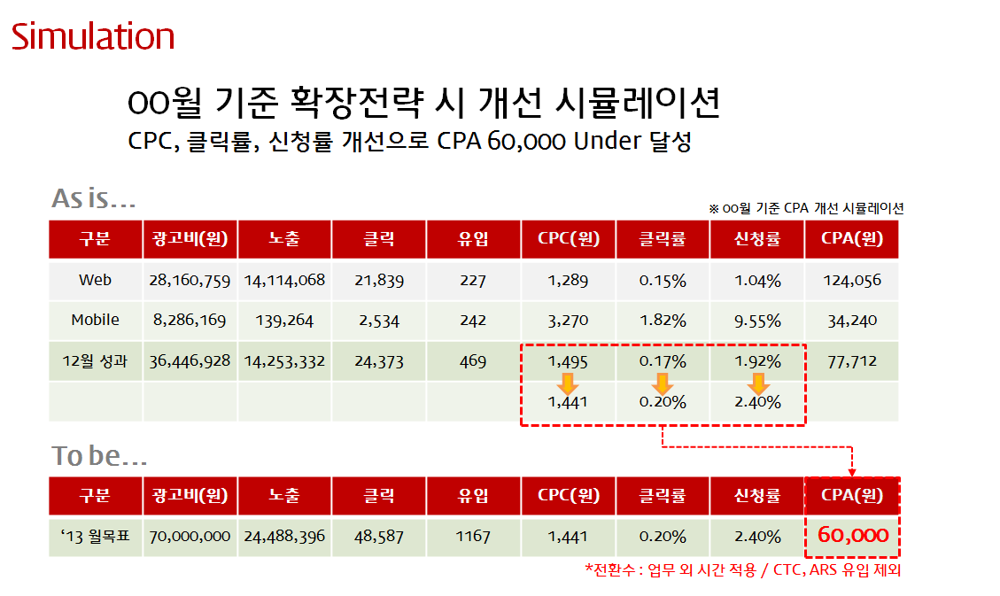 Simulation
00월 기준 확장전략 시 개선 시뮬레이션
CPC, 클릭률, 신청률 개선으로 CPA 60,000 Under 달성
As is...
※ 00월 기준 CPA 개선 시뮬레이션
구분 광고비(원) 노출 클릭 유입 CPC(원) 클릭률 신청률 CPA(원)
Web 28,160,759 14,114,068 21,839 227 1,289 0.15% 1.04% 124,056
Mobile 8,286,169 139,264 2,534 242 3,270 1.82% 9.55% 34,240
12월 성과 36,446,928 14,253,332 24,373 469 1,495 0.17% 1.92% 77,712
1,441 0.20% 2.40%
To be...
구분 광고비(원) 노출 클릭 유입 CPC(원) 클릭률 신청률 CPA(원)
‘13 월목표 70,000,000 24,488,396 48,587 1167 1,441 0.20% 2.40% 60,000
*전환수 : 업무 외 시간 적용 / CTC, ARS 유입 제외